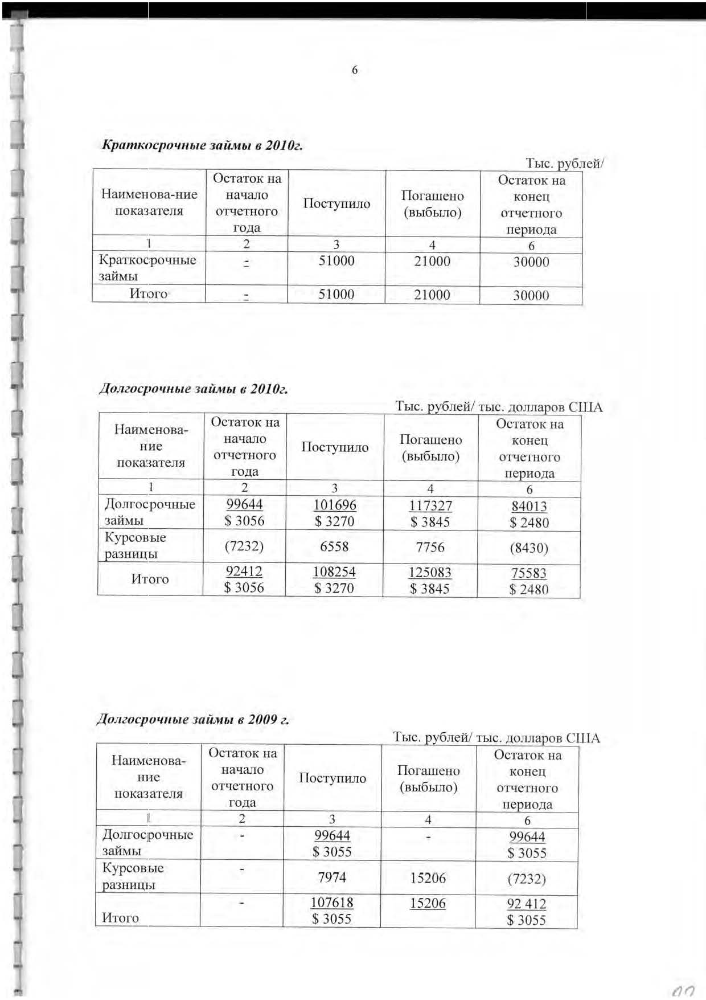 6
Краткосрочные займы в 2010г.
Тыс. рублей/
Наименова-ние показателя | Остаток на начало отчетного года | Поступило | Погашено (выбыло) | Остаток на конец отчетного периода
1 | 2 | 3 | 4 | 6
Краткосрочные займы | - | 51000 | 21000 | 30000
Итого | - | 51000 | 21000 | 30000
Долгосрочные займы в 2010г.
Тыс. рублей/ тыс. долларов США
Наименова-ние показателя | Остаток на начало отчетного года | Поступило | Погашено (выбыло) | Остаток на конец отчетного периода
1 | 2 | 3 | 4 | 6
Долгосрочные займы | 99644 $ 3056 | 101696 $ 3270 | 117327 $ 3845 | 84013 $ 2480
Курсовые разницы | (7232) | 6558 | 7756 | (8430)
Итого | 92412 $ 3056 | 108254 $ 3270 | 125083 $ 3845 | 75583 $ 2480
Долгосрочные займы в 2009 г.
Тыс. рублей/ тыс. долларов США
Наименова-ние показателя | Остаток на начало отчетного года | Поступило | Погашено (выбыло) | Остаток на конец отчетного периода
1 | 2 | 3 | 4 | 6
Долгосрочные займы | - | 99644 $ 3055 | - | 99644 $ 3055
Курсовые разницы | - | 7974 | 15206 | (7232)
Итого | - | 107618 $ 3055 | 15206 | 92 412 $ 3055